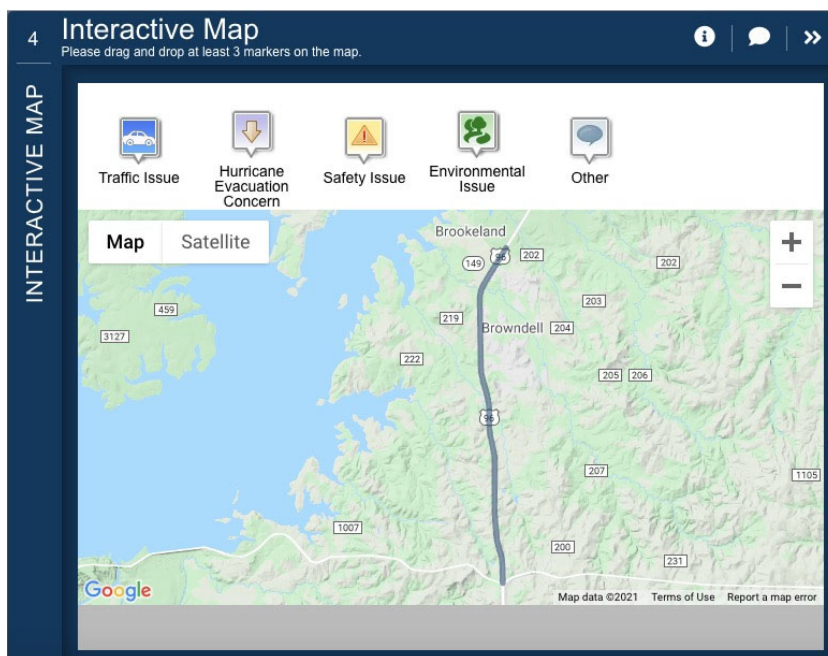 4
Interactive Map
Please drag and drop at least 3 markers on the map.
INTERACTIVE MAP
Traffic Issue
Hurricane
Evacuation
Concern
Safety Issue
Environmental
Issue
Other
Map
Satellite
Brookeland
149
96
202
202
459
203
219
Browndell
204
3127
222
205
206
96
207
1105
1007
200
231
Google
Map data ©2021
Terms of Use
Report a map error